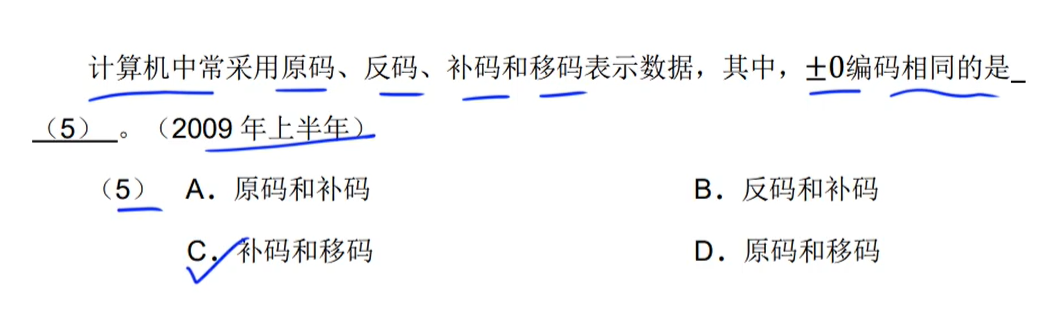 计算机中常采用原码、反码、补码和移码表示数据，其中，±0编码相同的是_
（5） 。（2009 年上半年）
（5） A．原码和补码 B．反码和补码
C．补码和移码 D．原码和移码